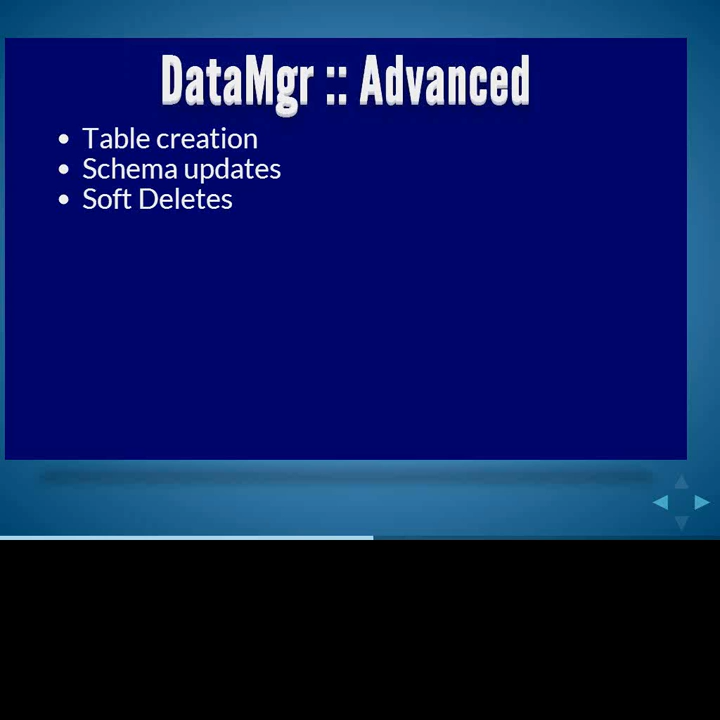 DataMgr :: Advanced
• Table creation
• Schema updates
• Soft Deletes